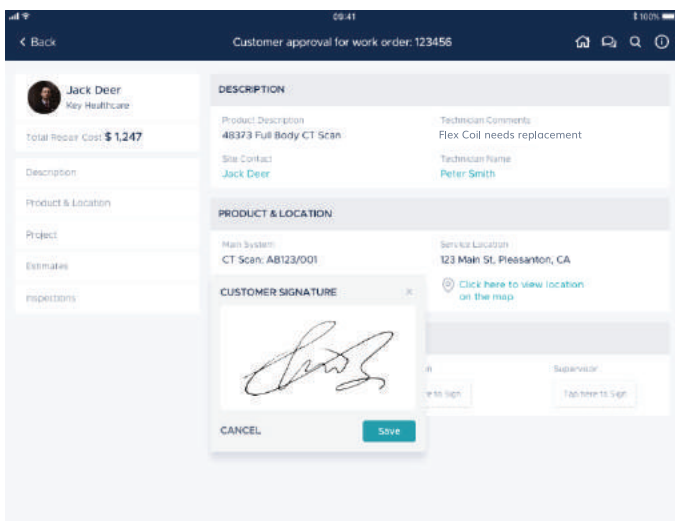 09:41
100%
Back
Customer approval for work order: 123456
Jack Deer
Key Healthcare
Total Repair Cost $ 1,247
Description
Product & Location
Project
Estimates
Inspections
DESCRIPTION
Product Description
48373 Full Body CT Scan
Technician Comments
Flex Coil needs replacement
Site Contact
Jack Deer
Technician Name
Peter Smith
PRODUCT & LOCATION
Main System
CT Scan: AB123/001
Service Location
123 Main St, Pleasanton, CA
Click here to view location
on the map
CUSTOMER SIGNATURE
CANCEL
Save
to Sign
Supervisor
Tap here to Sign